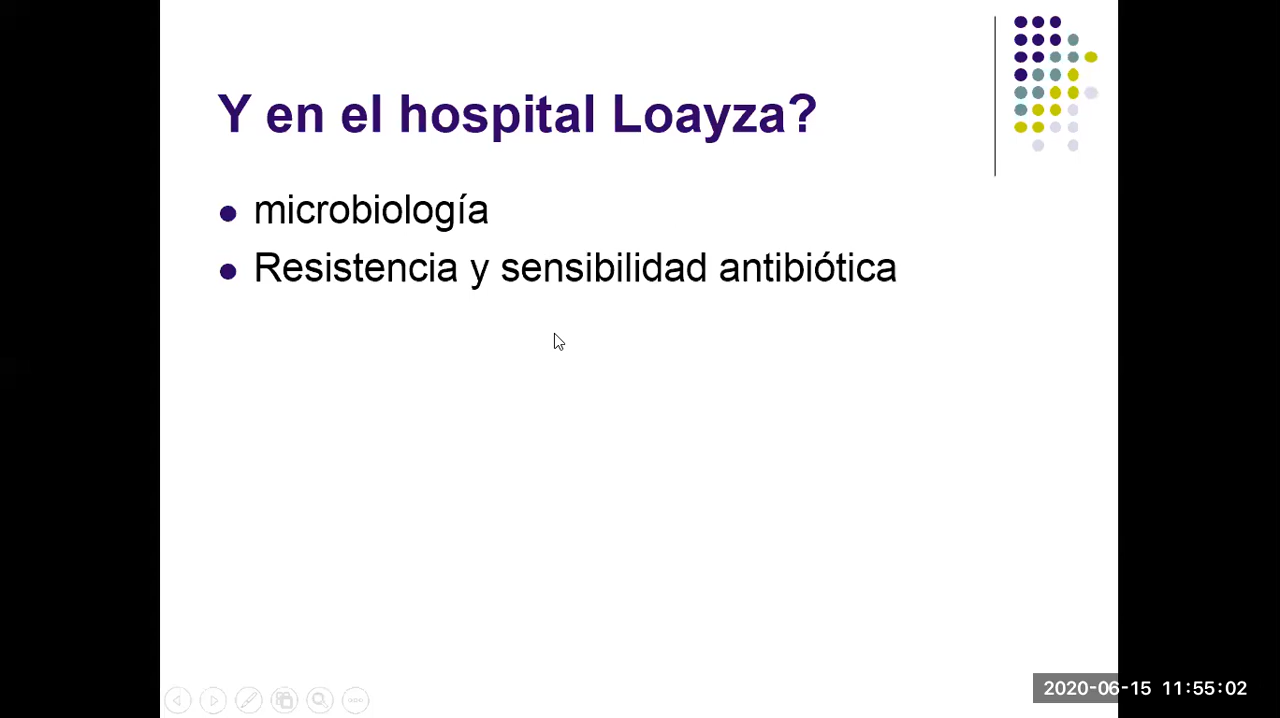 Y en el hospital Loayza?
microbiología
Resistencia y sensibilidad antibiótica
2020-06-15 11:55:02